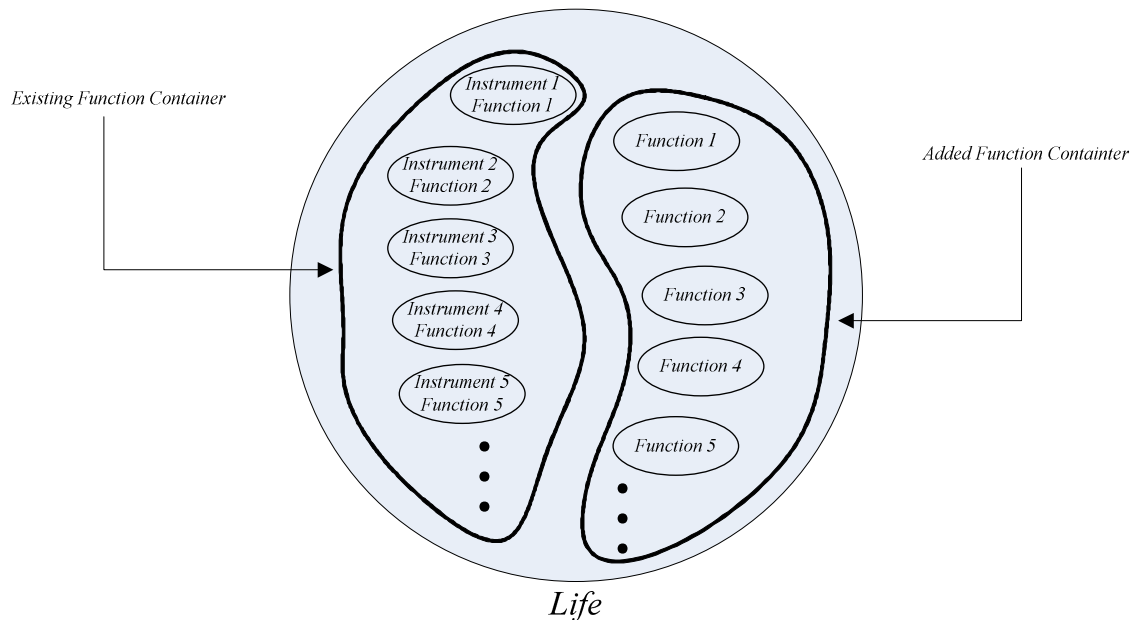 Existing Function Container
Instrument 1
Function 1
Instrument 2
Function 2
Instrument 3
Function 3
Instrument 4
Function 4
Instrument 5
Function 5
Function 1
Function 2
Function 3
Function 4
Function 5
Added Function Containter
Life